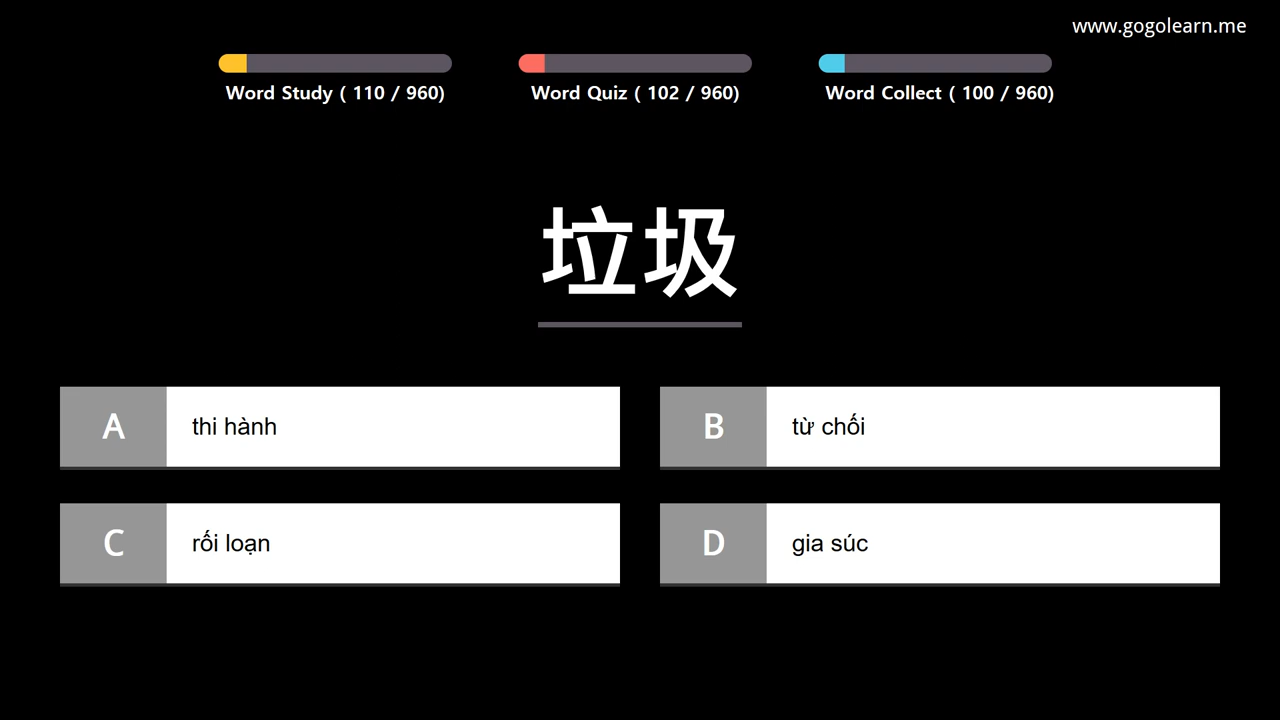 www.gogolearn.me
Word Study ( 110 / 960)
Word Quiz ( 102 / 960)
Word Collect ( 100 / 960)
垃圾
A thi hành
B từ chối
C rối loạn
D gia súc